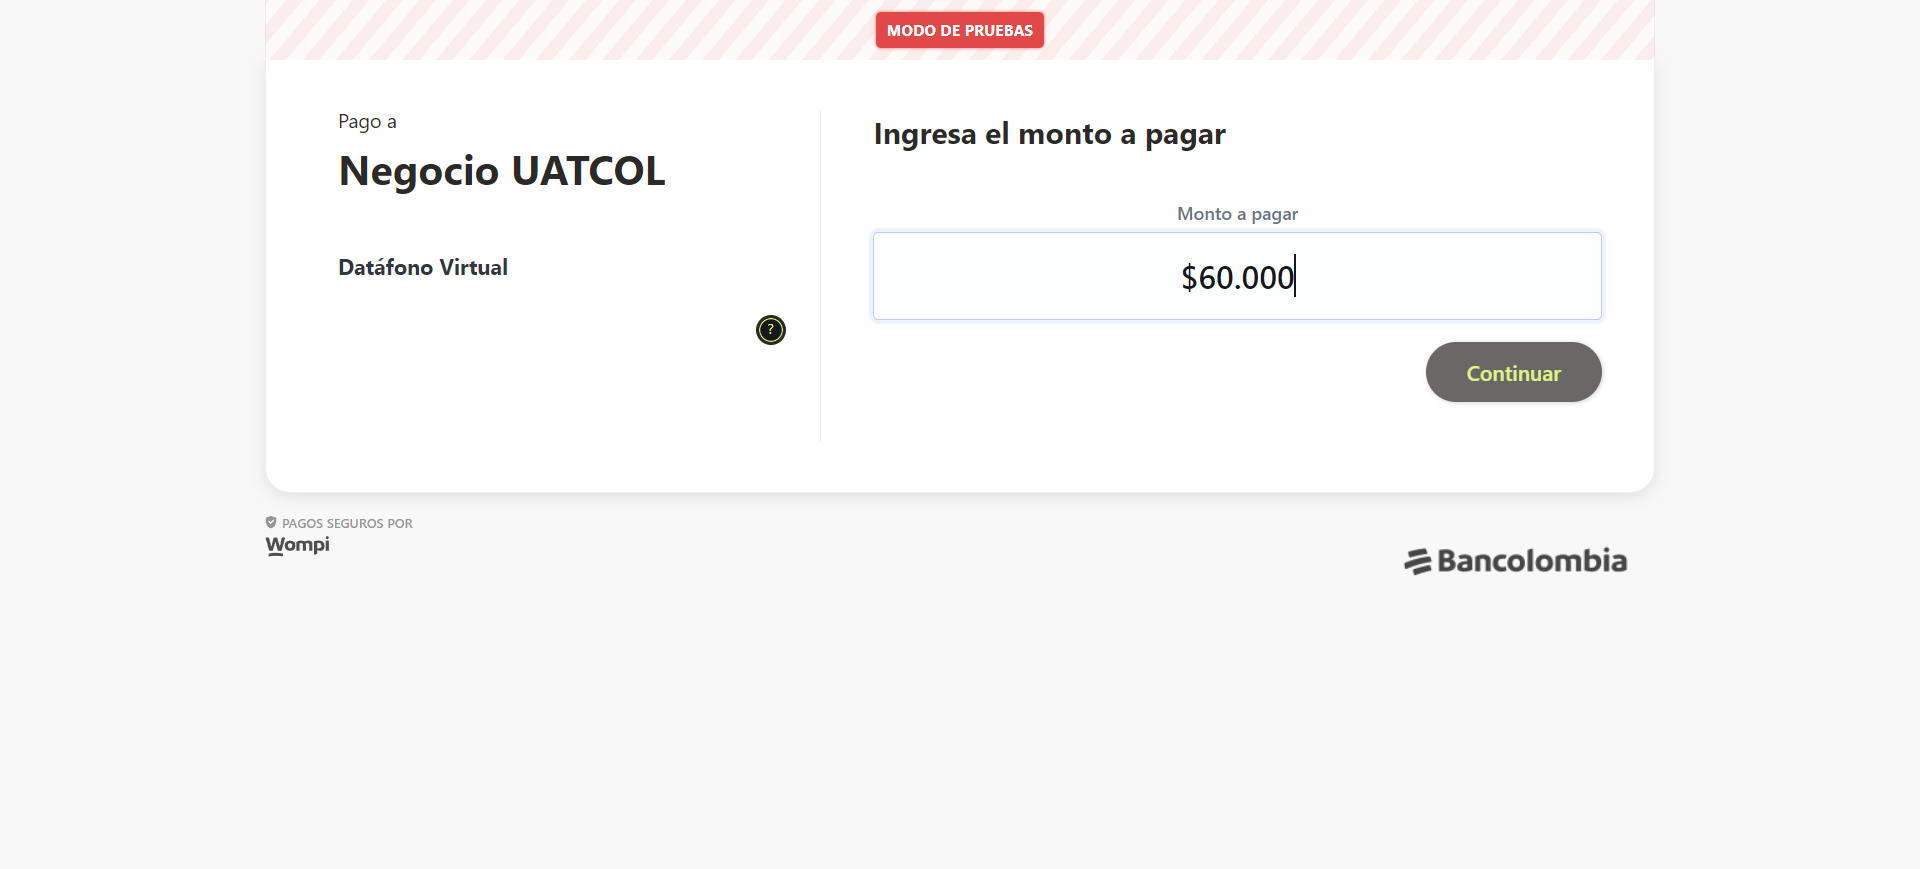 MODO DE PRUEBAS
Pago a
Negocio UATCOL
Datáfono Virtual
?
Ingresa el monto a pagar
Monto a pagar
$60.000
Continuar
PAGOS SEGUROS POR
Wompi
Bancolombia